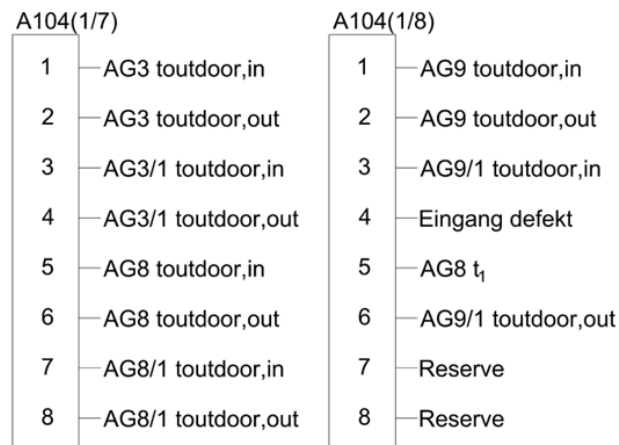 A104(1/7)
1 AG3 toutdoor,in
2 AG3 toutdoor,out
3 AG3/1 toutdoor,in
4 AG3/1 toutdoor,out
5 AG8 toutdoor,in
6 AG8 toutdoor,out
7 AG8/1 toutdoor,in
8 AG8/1 toutdoor,out
A104(1/8)
1 AG9 toutdoor,in
2 AG9 toutdoor,out
3 AG9/1 toutdoor,in
4 Eingang defekt
5 AG8 t₁
6 AG9/1 toutdoor,out
7 Reserve
8 Reserve